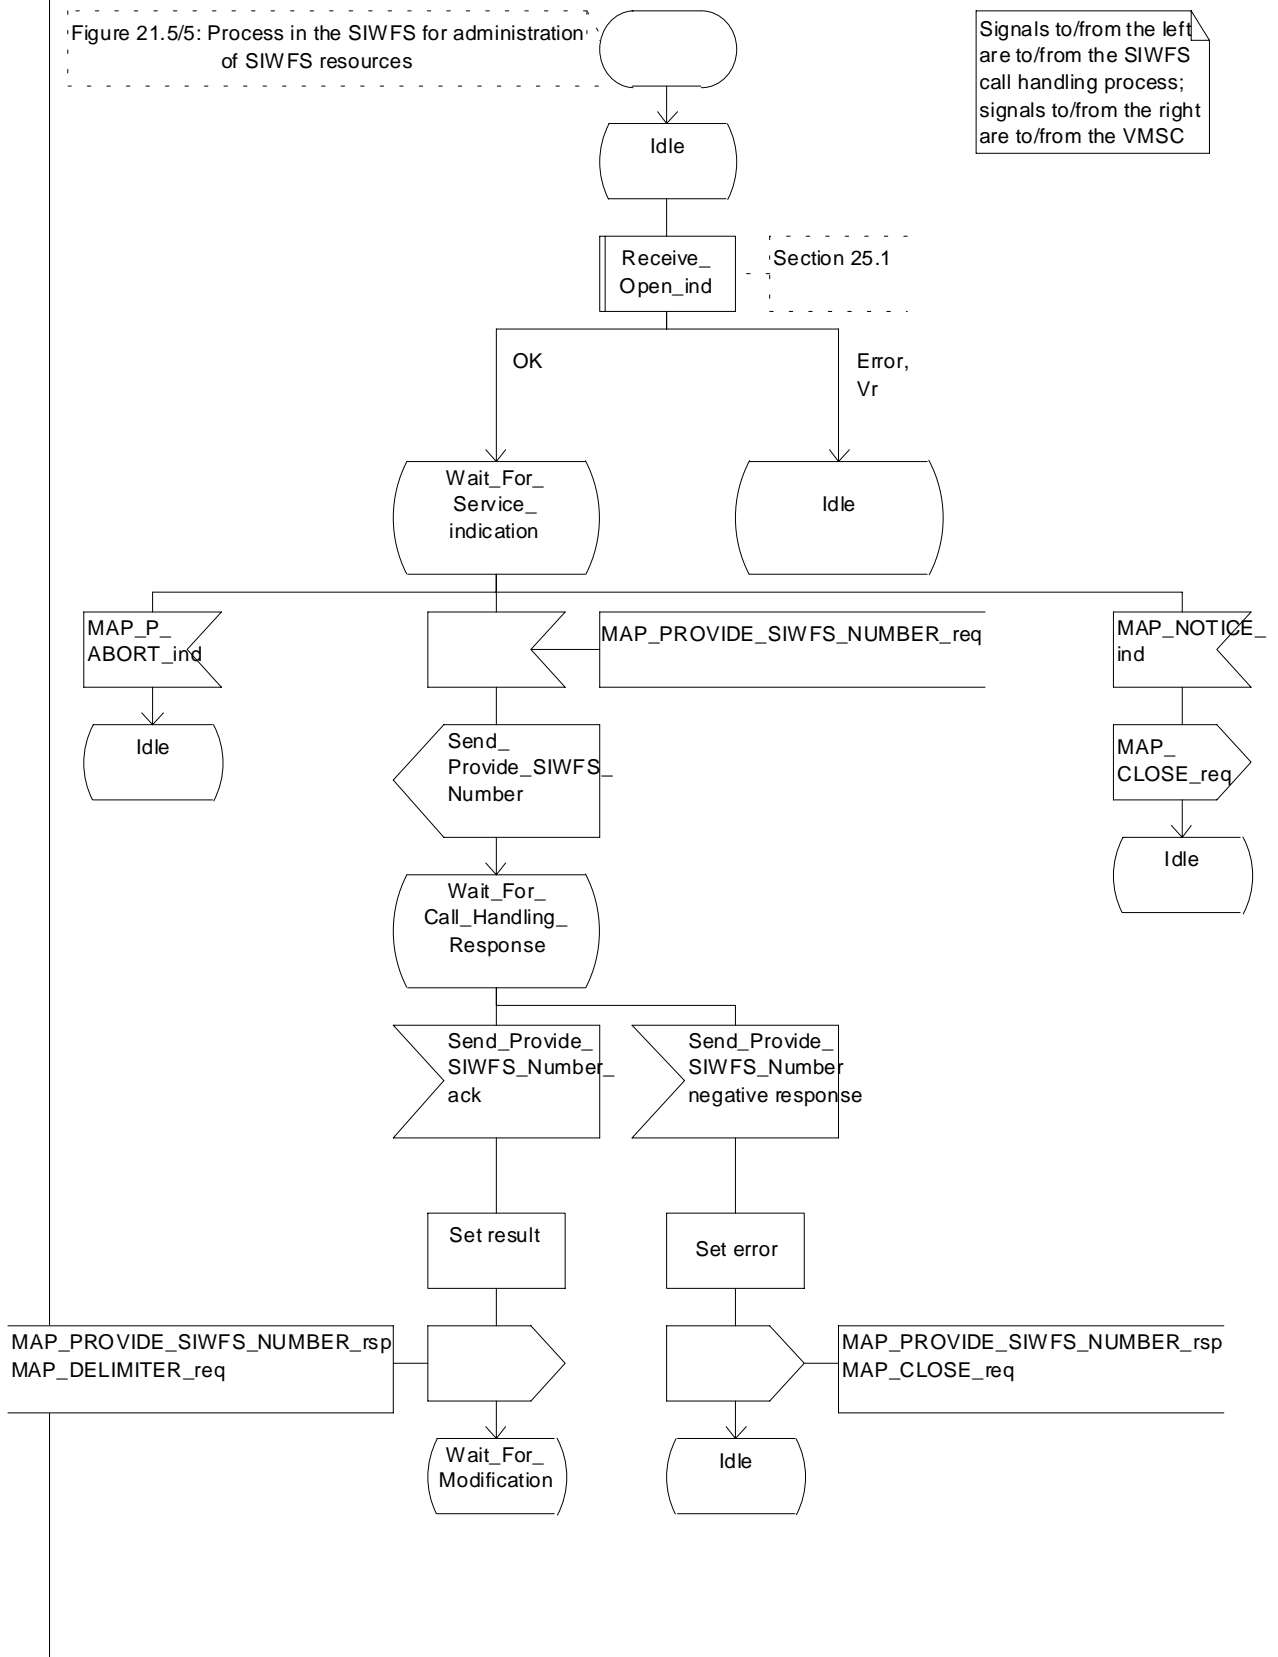 Figure 21.5/5: Process in the SIWFS for administration
of SIWFS resources
Signals to/from the left
are to/from the SIWFS
call handling process;
signals to/from the right
are to/from the VMSC
Idle
Receive_
Open_ind
Section 25.1
OK
Error,
Vr
Wait_For_
Service_
indication
Idle
MAP_P_
ABORT_ind
MAP_PROVIDE_SIWFS_NUMBER_req
MAP_NOTICE_
ind
Idle
Send_
Provide_SIWFS_
Number
MAP_
CLOSE_req
Idle
Wait_For_
Call_Handling_
Response
Send_Provide_
SIWFS_Number_
ack
Send_Provide_
SIWFS_Number
negative response
Set result
Set error
MAP_PROVIDE_SIWFS_NUMBER_rsp
MAP_DELIMITER_req
MAP_PROVIDE_SIWFS_NUMBER_rsp
MAP_CLOSE_req
Wait_For_
Modification
Idle